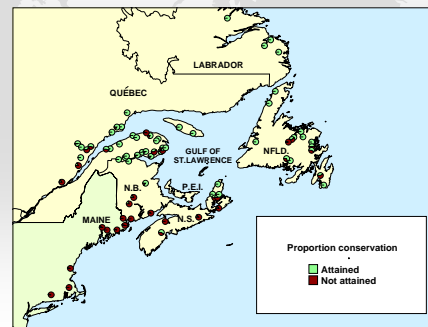 LABRADOR
QUÉBEC
GULF OF
ST.LAWRENCE
NFLD.
N.B.
P.E.I.
MAINE
N.S.
Proportion conservation
Attained
Not attained